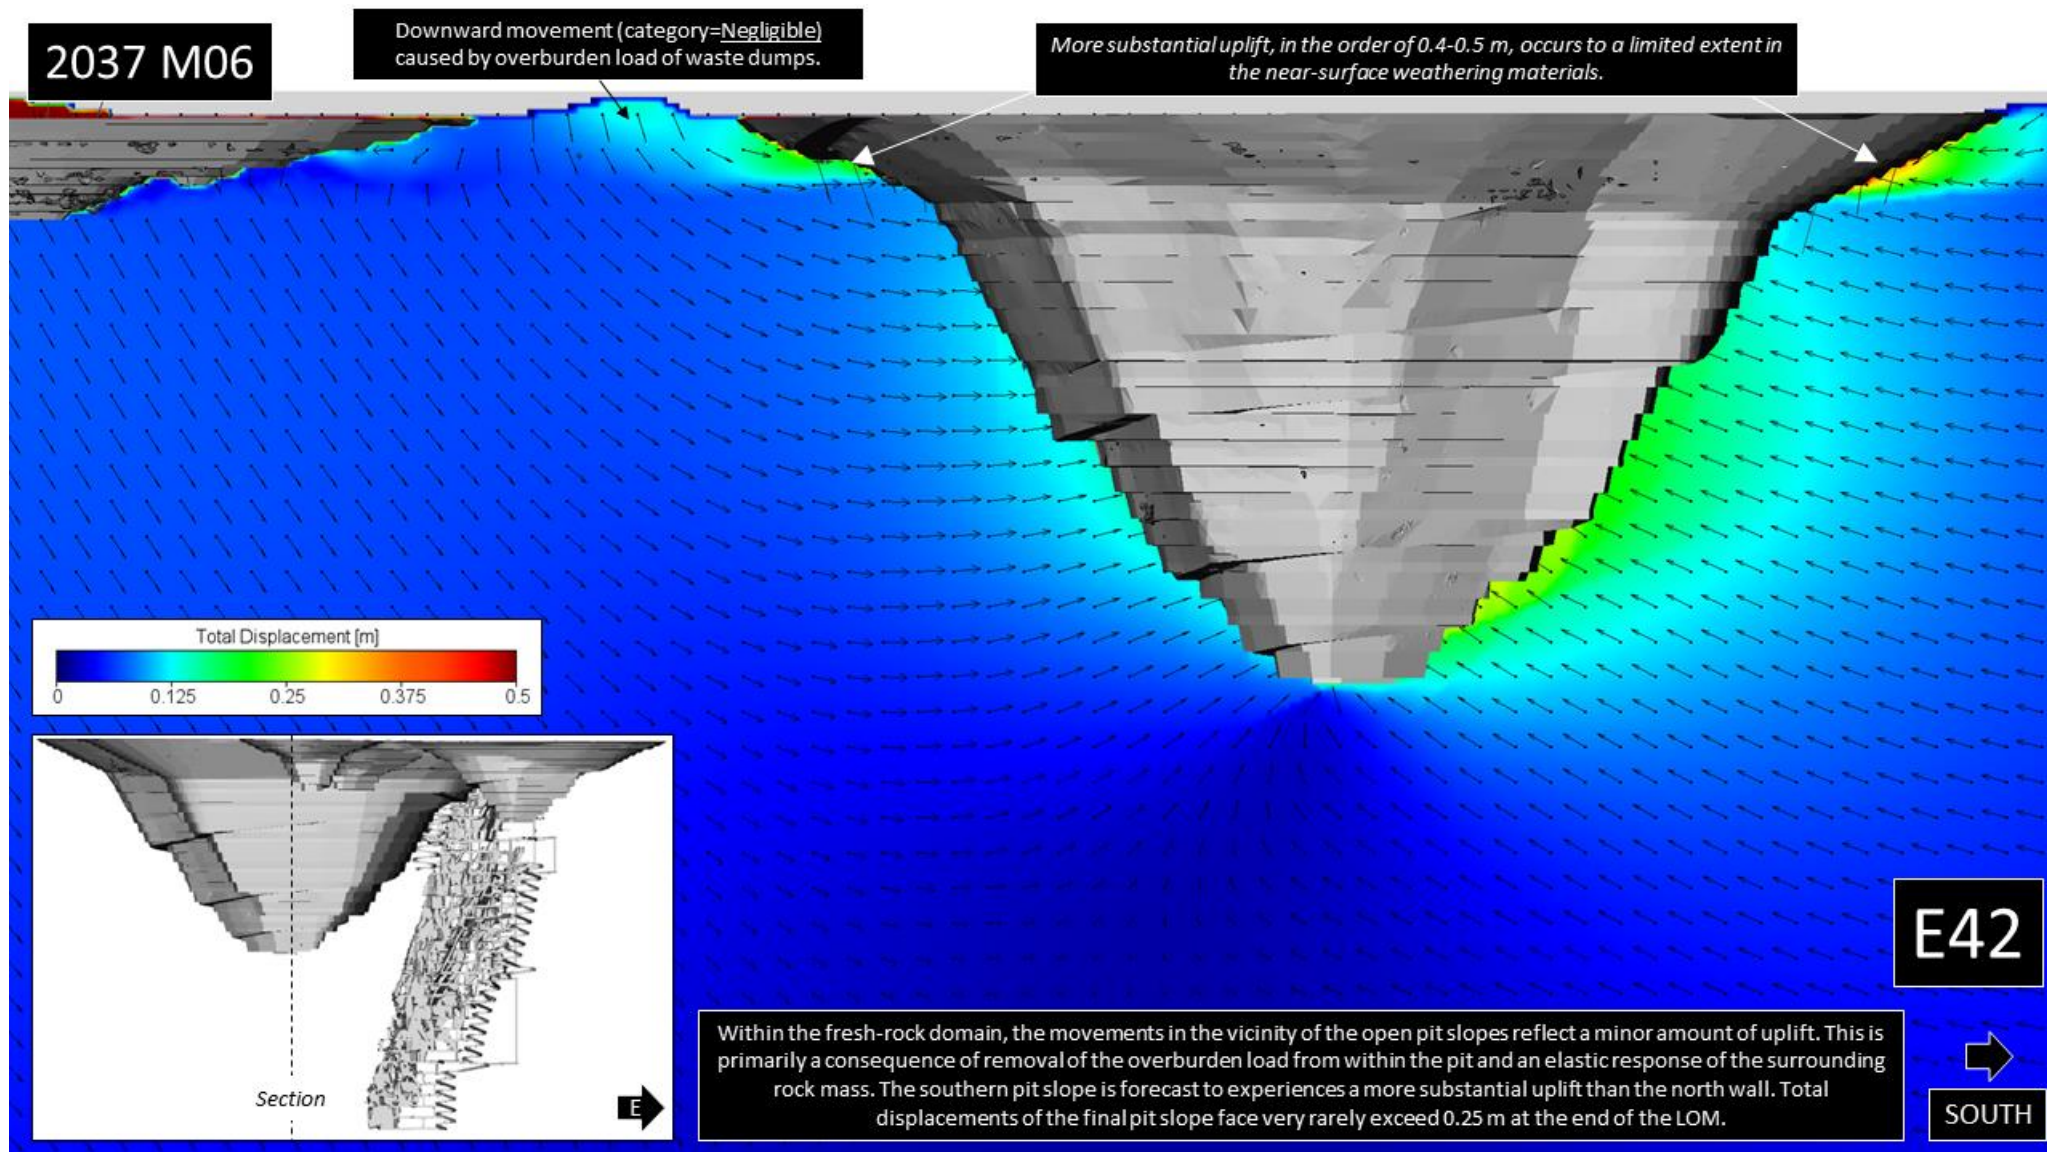 2037 M06
Downward movement (category=Negligible)
caused by overburden load of waste dumps.
More substantial uplift, in the order of 0.4-0.5 m, occurs to a limited extent in
the near-surface weathering materials.
Total Displacement [m]
0 0.125 0.25 0.375 0.5
Section
E
E42
Within the fresh-rock domain, the movements in the vicinity of the open pit slopes reflect a minor amount of uplift. This is
primarily a consequence of removal of the overburden load from within the pit and an elastic response of the surrounding
rock mass. The southern pit slope is forecast to experiences a more substantial uplift than the north wall. Total
displacements of the final pit slope face very rarely exceed 0.25 m at the end of the LOM.
SOUTH